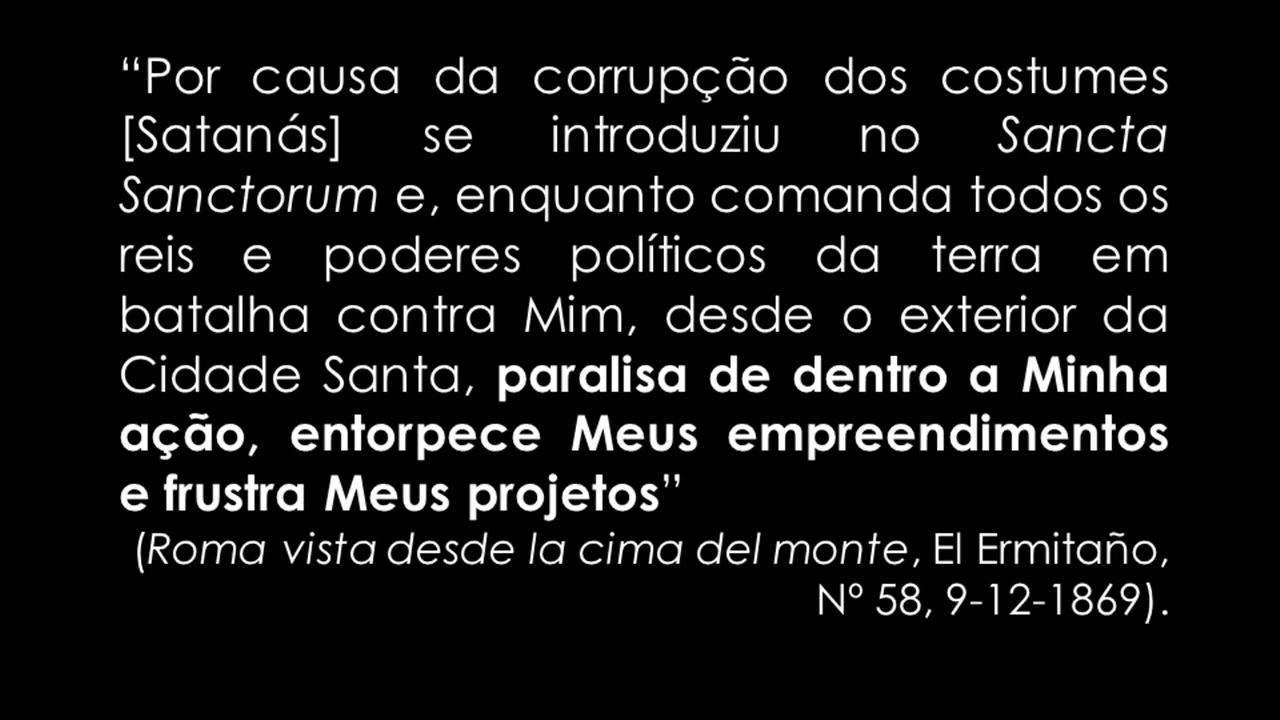 “Por causa da corrupção dos costumes
[Satanás] se introduziu no Sancta
Sanctorum e, enquanto comanda todos os
reis e poderes políticos da terra em
batalha contra Mim, desde o exterior da
Cidade Santa, paralisa de dentro a Minha
ação, entorpece Meus empreendimentos
e frustra Meus projetos”
(Roma vista desde la cima del monte, El Ermitaño,
Nº 58, 9-12-1869).